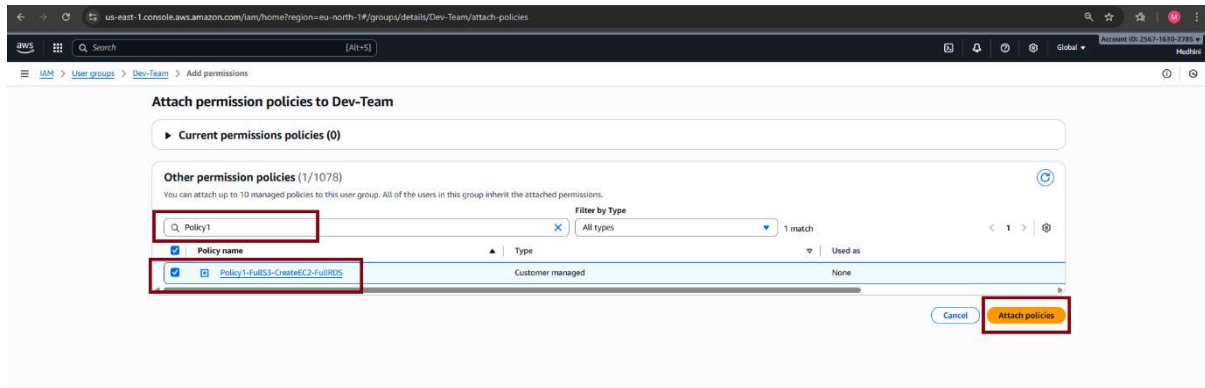 us-east-1.console.aws.amazon.com/iam/home?region=eu-north-1#/groups/details/Dev-Team/attach-policies
M
aws
Search [Alt+S]
Global
Account ID: 2567-1630-2785
Medhini
IAM > User groups > Dev-Team > Add permissions
Attach permission policies to Dev-Team
Current permissions policies (0)
Other permission policies (1/1078)
You can attach up to 10 managed policies to this user group. All of the users in this group inherit the attached permissions.
Filter by Type
Policy1
All types
1 match
< 1 >
Policy name Type Used as
Policy1-FullS3-CreateEC2-FullRDS Customer managed None
Cancel Attach policies